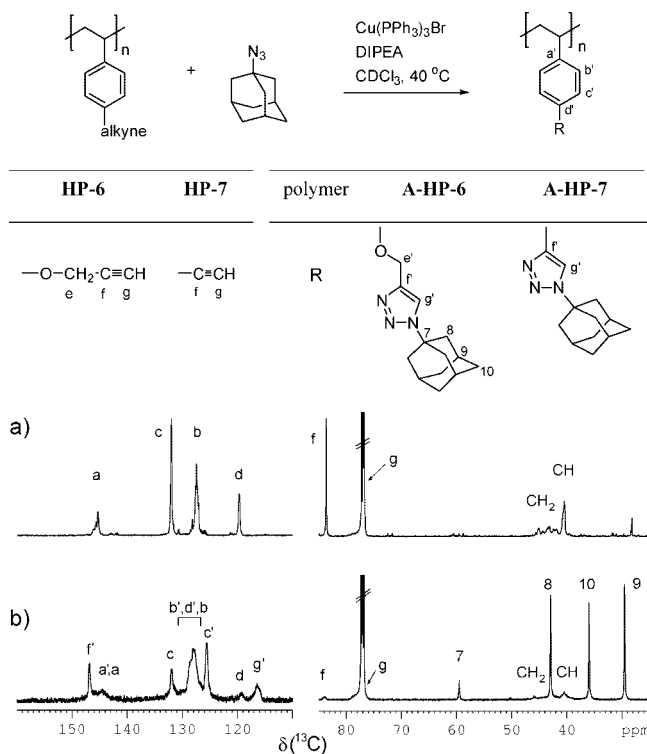 n
alkyne
+
N3
Cu(PPh3)3Br
DIPEA
CDCl3, 40 °C
n
a'
b'
c'
d'
R
HP-6 HP-7 polymer A-HP-6 A-HP-7
—O—CH2—C≡CH
e f g
—C≡CH
f g
R
O e'
f'
g'
N N N
7 8
9
10
f'
g'
N N N
a)
a c b d f g CH2 CH
b)
f' a',a c b',d',b c' d g' f g 7 CH2 8 CH 10 9
150 140 130 120 80 70 60 50 40 30 ppm
δ(13C)